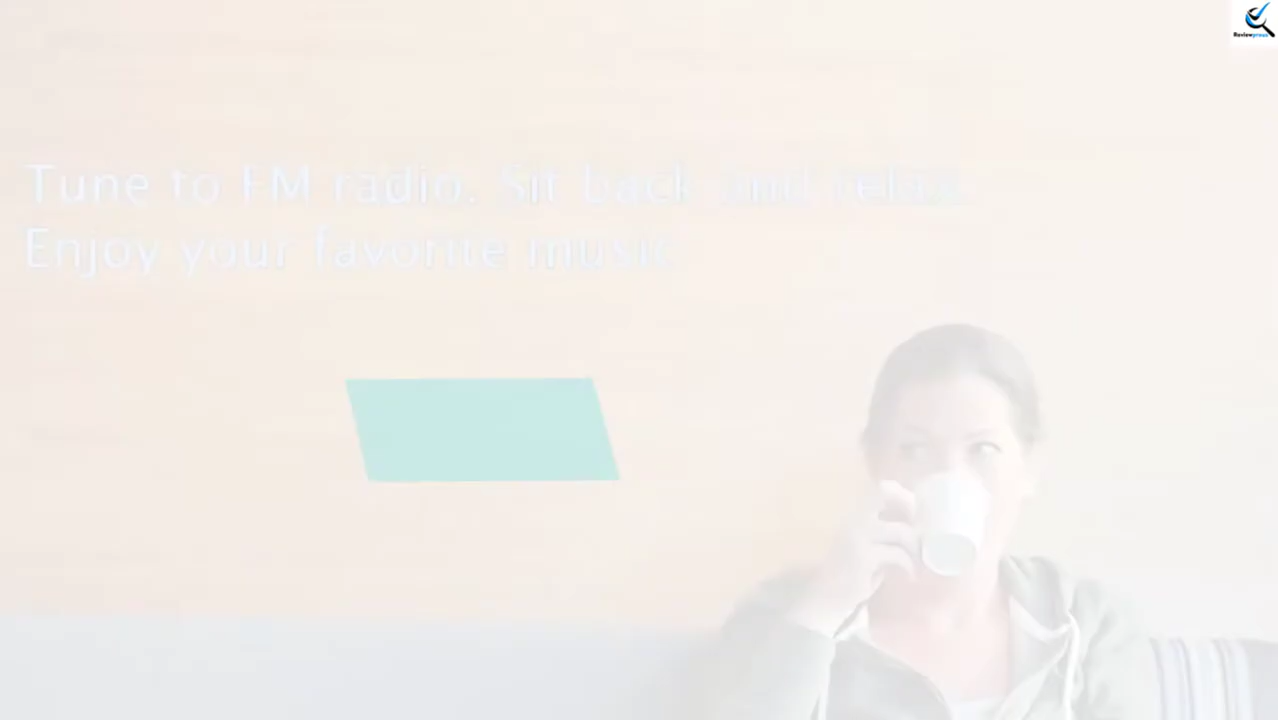 Tune to FM radio. Sit back and relax.
Enjoy your favorite music